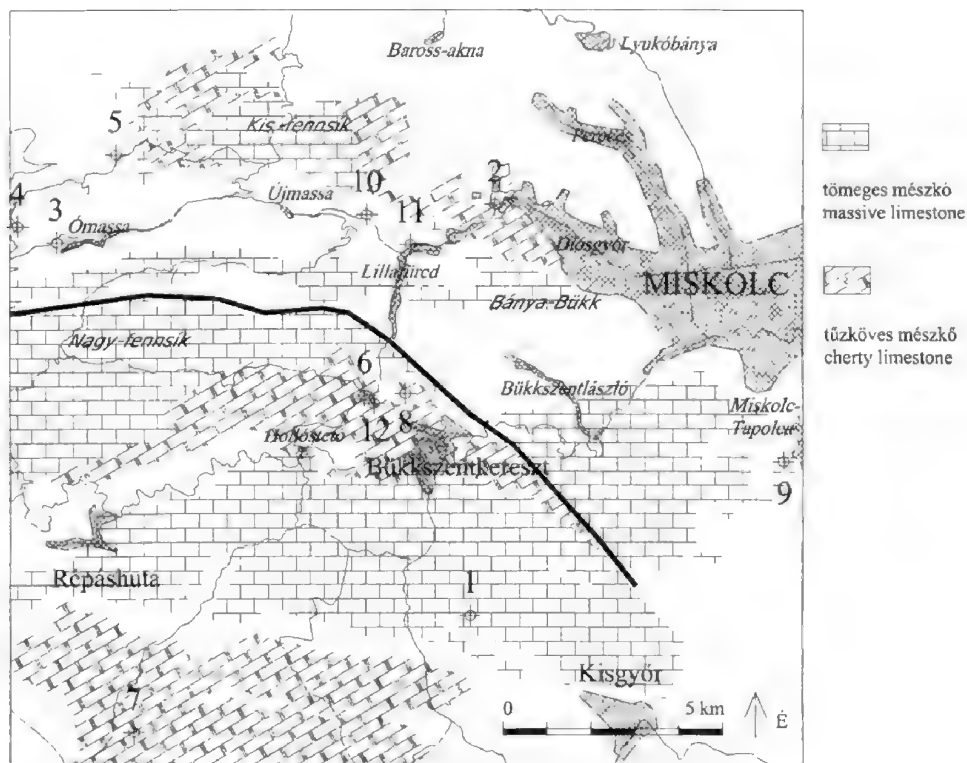 Baross-akna
Lyukóbánya
5
Kis-fennsík
Pereces
4
3
Ómassa
Újmassa
10
11
2
Diósgyőr
Lillafüred
MISKOLC
Bánya-Bükk
Nagy-fennsík
6
8
12
Bükkszentlászló
Miskolc-
Tapolca
9
Hollóstető
Bükkszentkereszt
Répáshuta
1
7
Kisgyőr
0 5 km
É
tömeges mészkő
massive limestone
tűzköves mészkő
cherty limestone